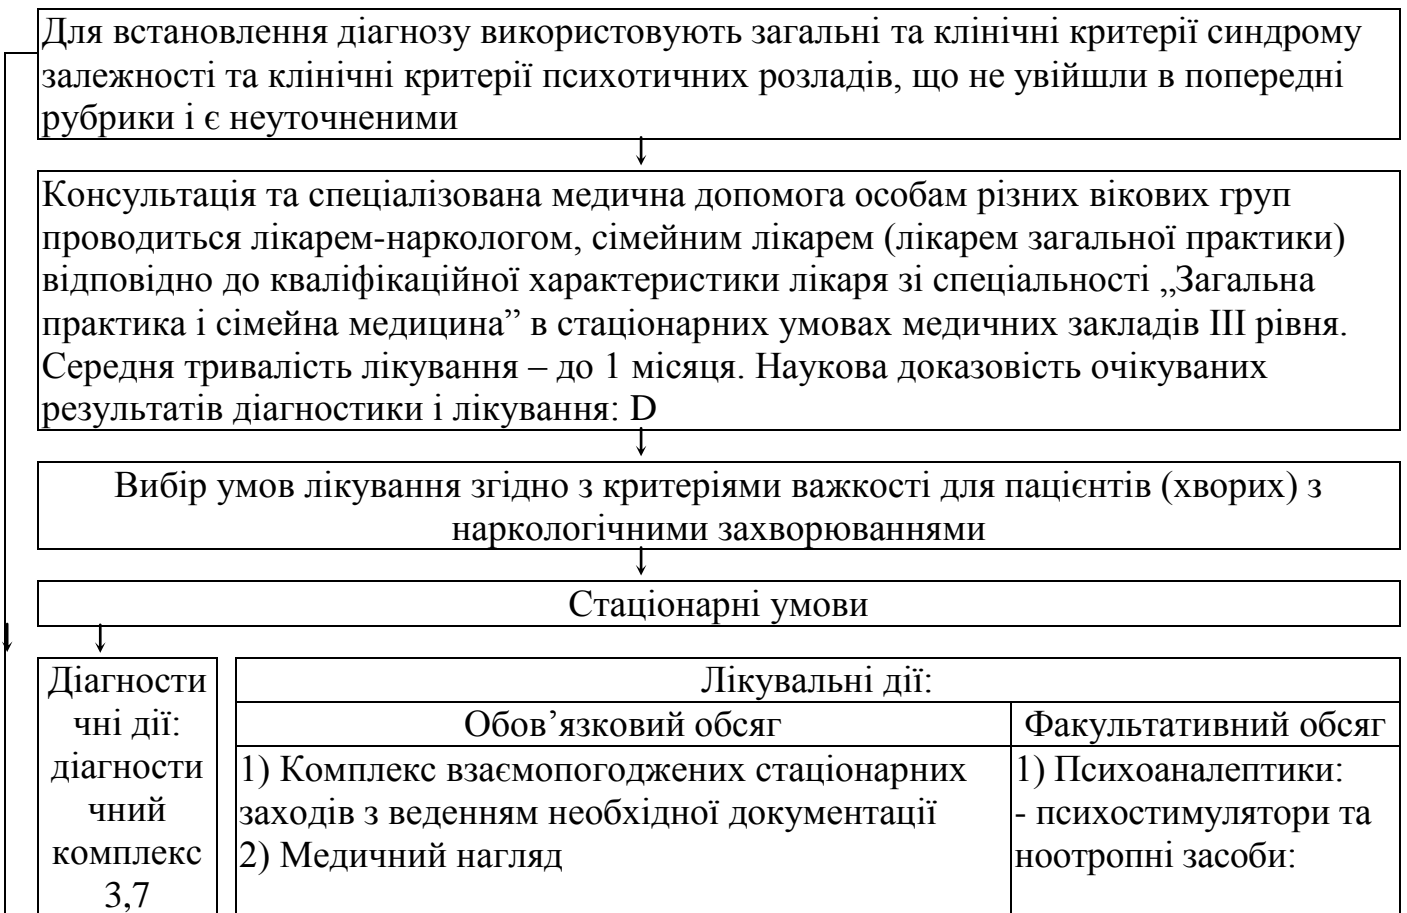 Для встановлення діагнозу використовують загальні та клінічні критерії синдрому
залежності та клінічні критерії психотичних розладів, що не увійшли в попередні
рубрики і є неуточненими
Консультація та спеціалізована медична допомога особам різних вікових груп
проводиться лікарем-наркологом, сімейним лікарем (лікарем загальної практики)
відповідно до кваліфікаційної характеристики лікаря зі спеціальності „Загальна
практика і сімейна медицина” в стаціонарних умовах медичних закладів III рівня.
Середня тривалість лікування – до 1 місяця. Наукова доказовість очікуваних
результатів діагностики і лікування: D
Вибір умов лікування згідно з критеріями важкості для пацієнтів (хворих) з
наркологічними захворюваннями
Стаціонарні умови
Діагности
чні дії:
діагности
чний
комплекс
3,7
Лікувальні дії:
Обов’язковий обсяг
1) Комплекс взаємопогоджених стаціонарних
заходів з веденням необхідної документації
2) Медичний нагляд
Факультативний обсяг
1) Психоаналептики:
- психостимулятори та
ноотропні засоби: